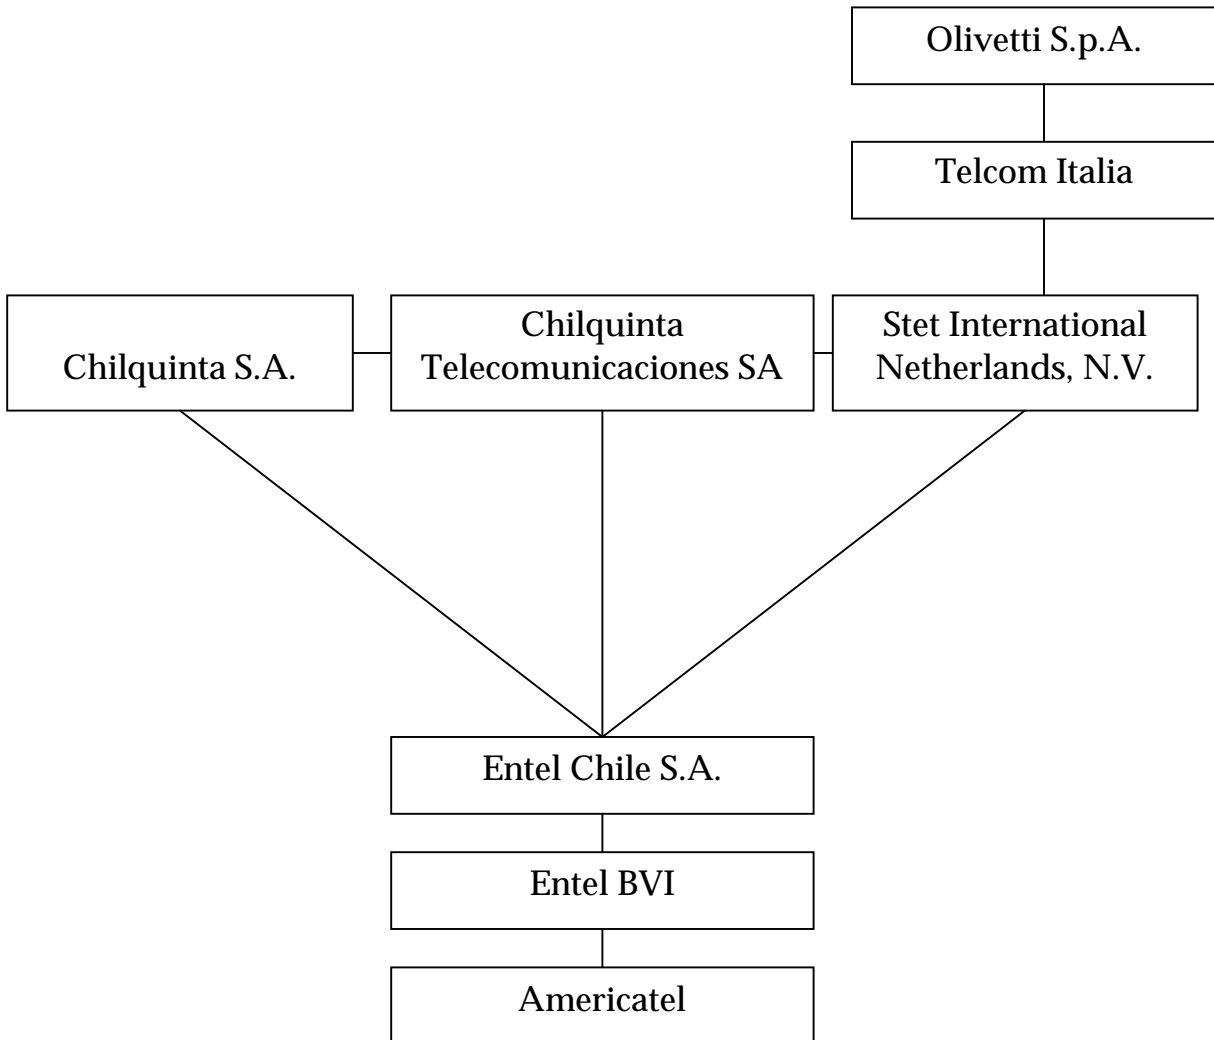 Olivetti S.p.A.
Telcom Italia
Chilquinta S.A.
Chilquinta
Telecomunicaciones SA
Stet International
Netherlands, N.V.
Entel Chile S.A.
Entel BVI
Americatel